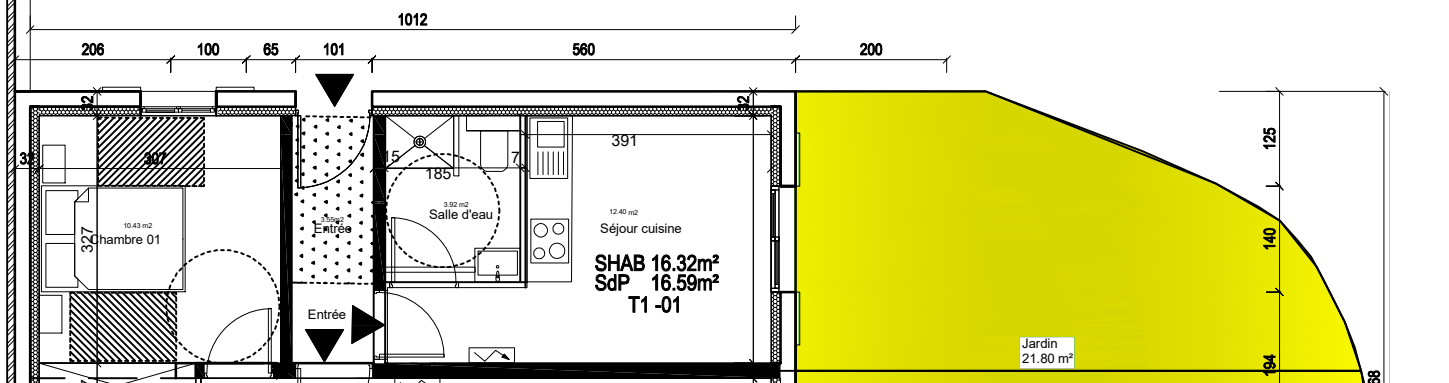 1012
206 100 65 101 560 200
32 32
125
391
32 307 15 7
185
10.43 m2
Chambre 01
327
3.55m2
Entrée
3.92 m2
Salle d'eau
12.40 m2
Séjour cuisine
140
SHAB 16.32m²
SdP 16.59m²
T1 -01
Entrée
Jardin
21.80 m²
194
68